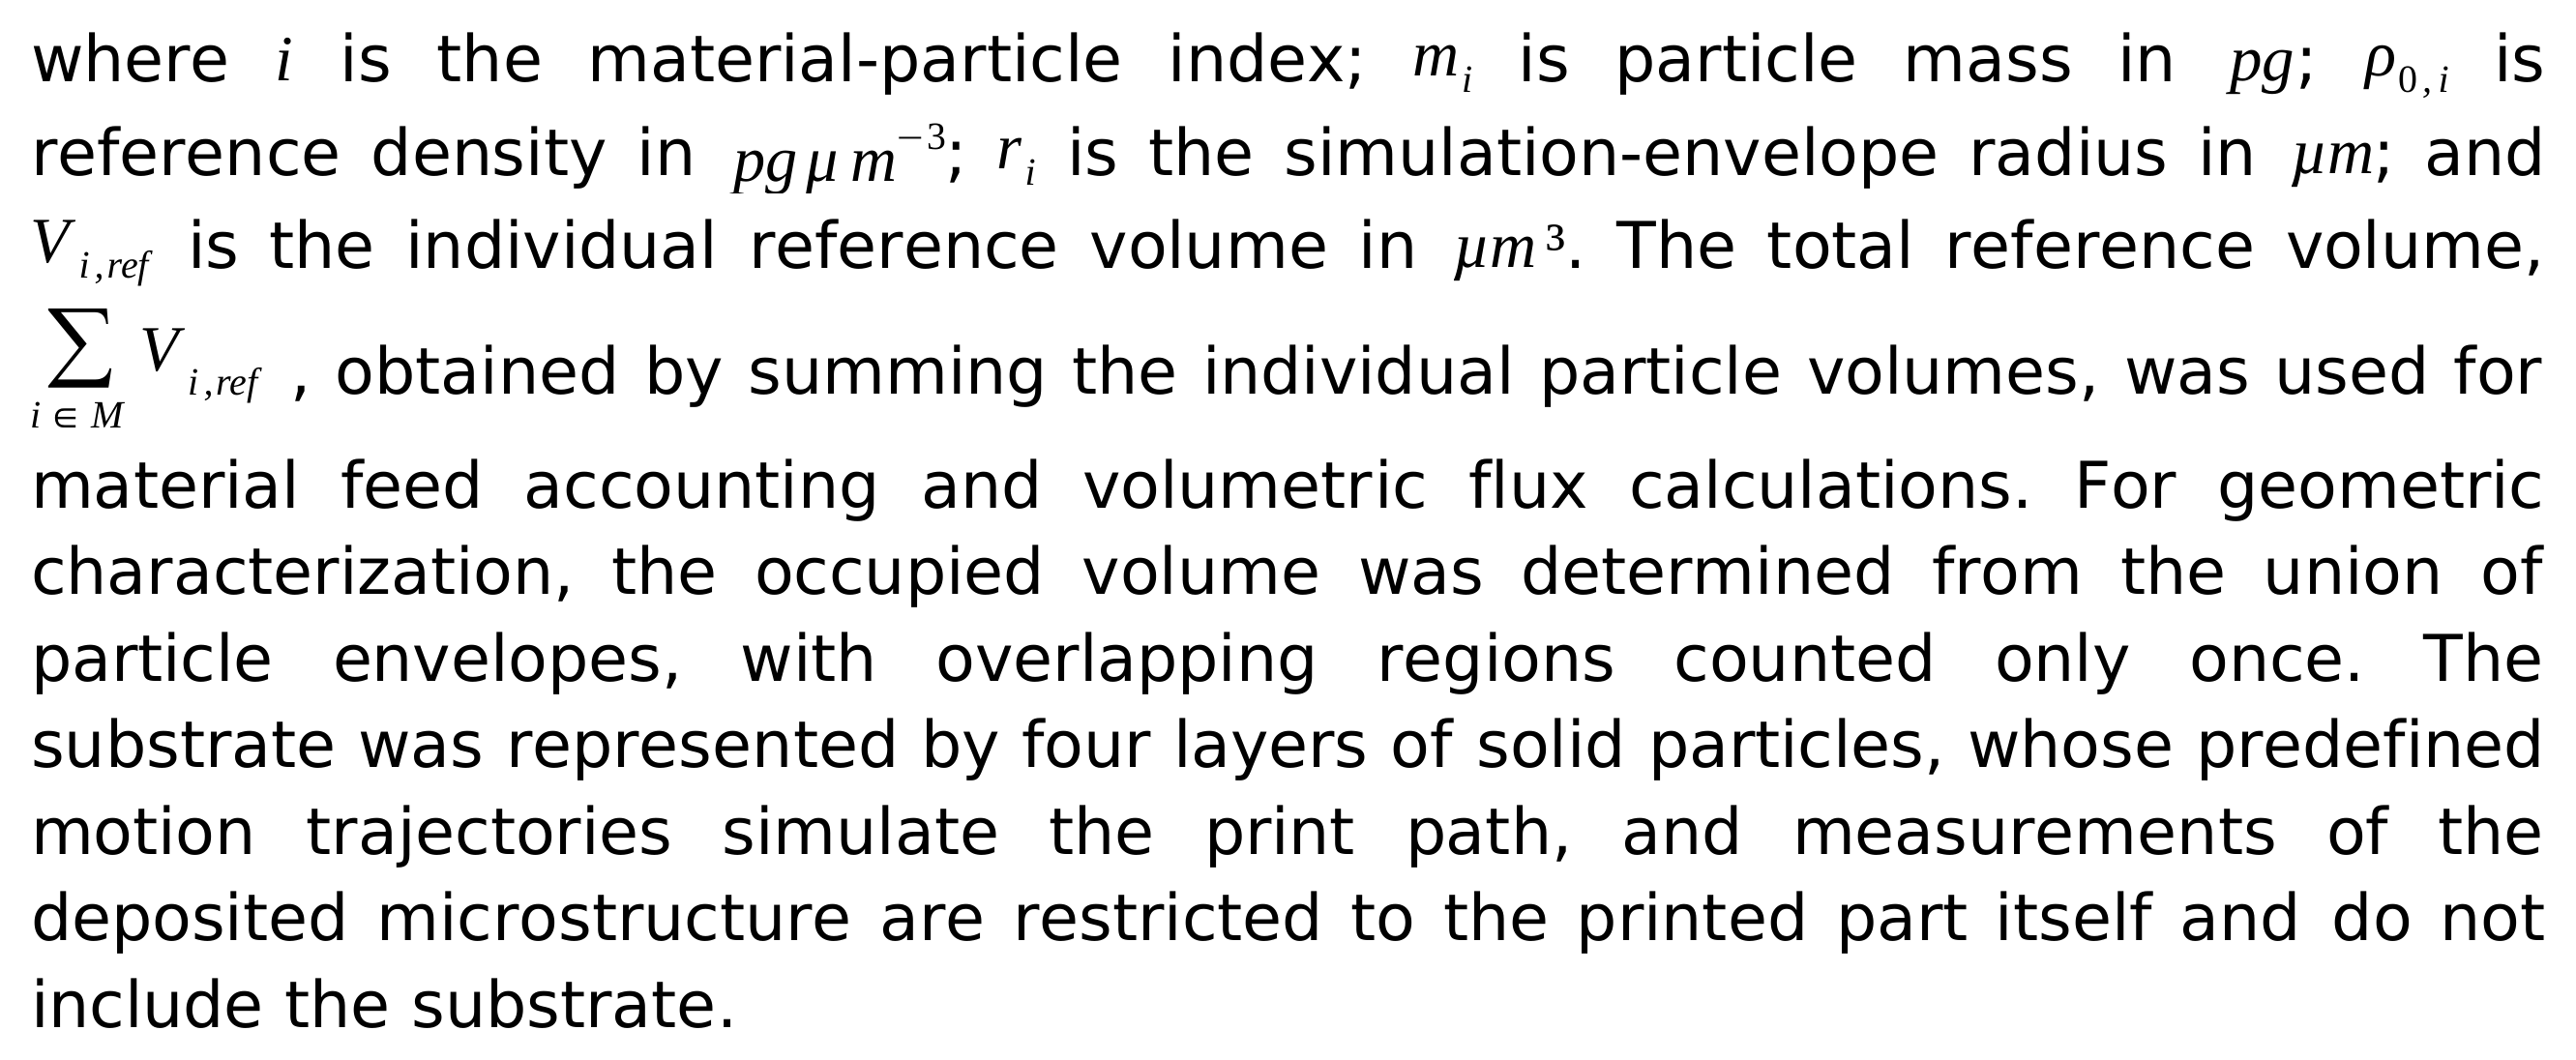 where i is the material-particle index; mᵢ is particle mass in pg; ρ₀,ᵢ is
reference density in pg μ m⁻³; rᵢ is the simulation-envelope radius in µm; and
V_{i,ref} is the individual reference volume in µm³. The total reference volume,
∑_{i∈M} V_{i,ref} , obtained by summing the individual particle volumes, was used for
material feed accounting and volumetric flux calculations. For geometric
characterization, the occupied volume was determined from the union of
particle envelopes, with overlapping regions counted only once. The
substrate was represented by four layers of solid particles, whose predefined
motion trajectories simulate the print path, and measurements of the
deposited microstructure are restricted to the printed part itself and do not
include the substrate.